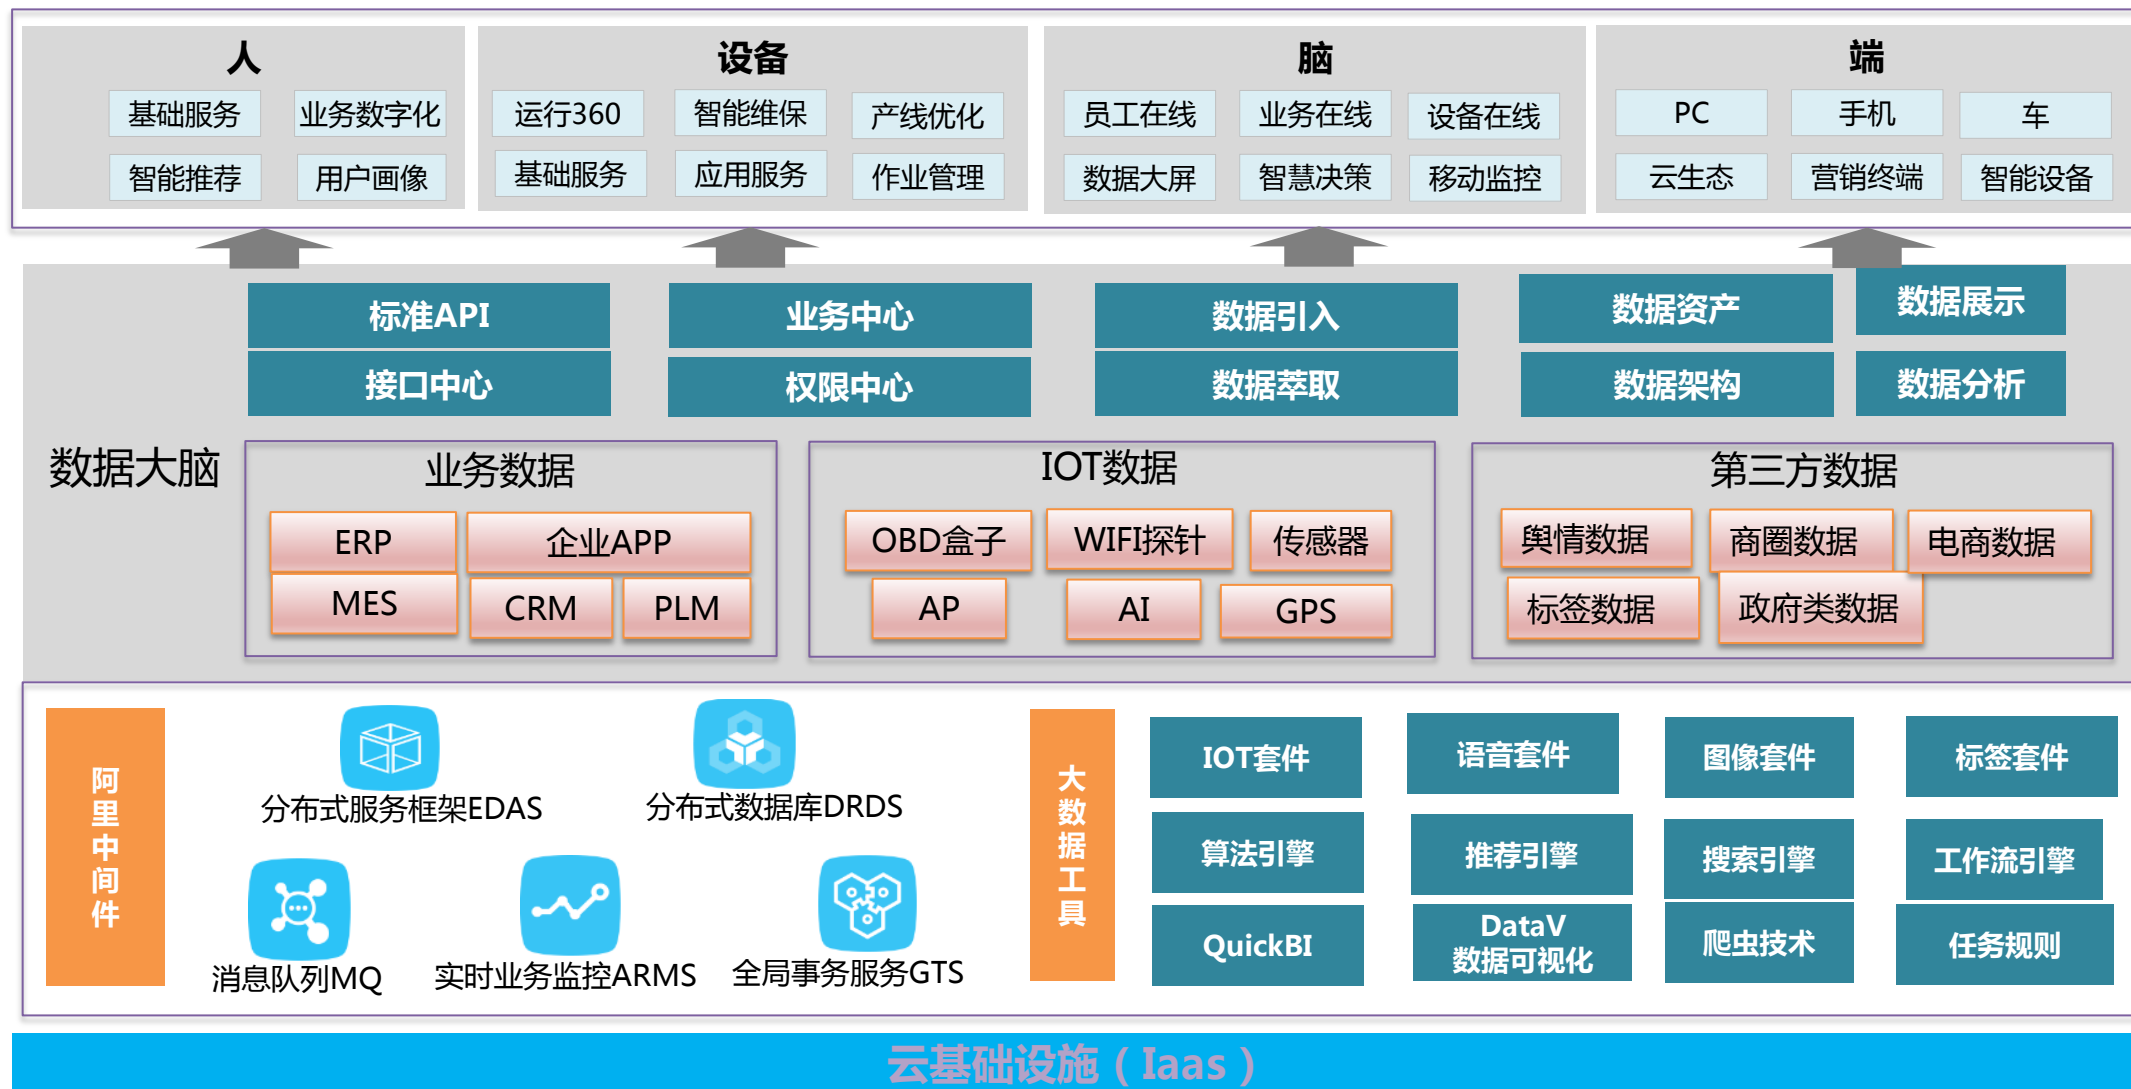 人
基础服务
业务数字化
智能推荐
用户画像
设备
运行360
智能维保
产线优化
基础服务
应用服务
作业管理
脑
员工在线
业务在线
设备在线
数据大屏
智慧决策
移动监控
端
PC
手机
车
云生态
营销终端
智能设备
标准API
业务中心
数据引入
数据资产
数据展示
接口中心
权限中心
数据萃取
数据架构
数据分析
数据大脑
业务数据
ERP
企业APP
MES
CRM
PLM
IOT数据
OBD盒子
WIFI探针
传感器
AP
AI
GPS
第三方数据
舆情数据
商圈数据
电商数据
标签数据
政府类数据
阿
里
中
间
件
分布式服务框架EDAS
分布式数据库DRDS
消息队列MQ
实时业务监控ARMS
全局事务服务GTS
大
数
据
工
具
IOT套件
语音套件
图像套件
标签套件
算法引擎
推荐引擎
搜索引擎
工作流引擎
QuickBI
DataV
数据可视化
爬虫技术
任务规则
云基础设施（Iaas）